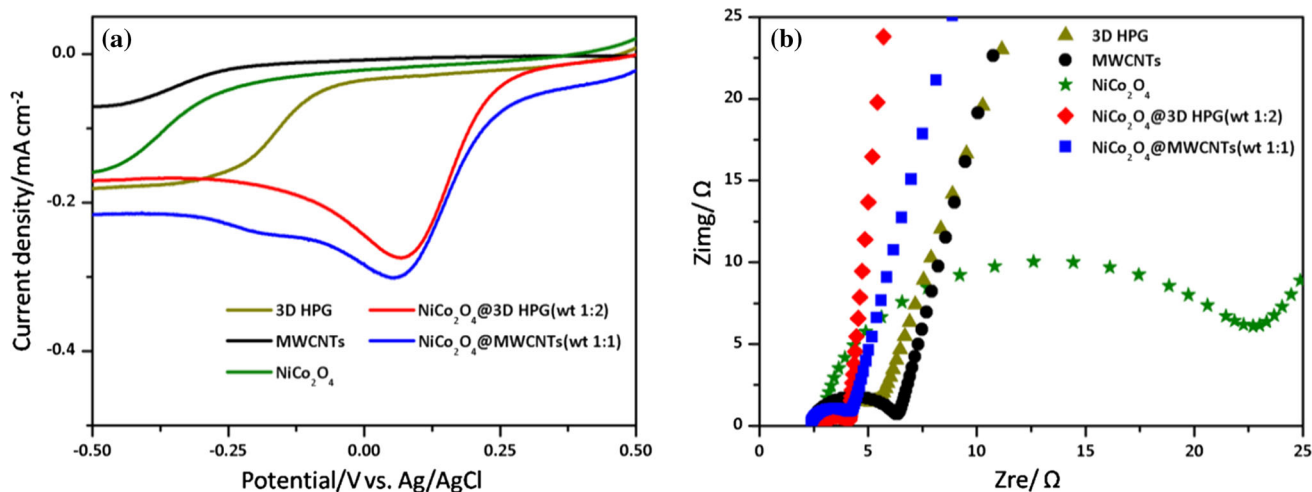 (a)
0.0
-0.2
-0.4
Current density/mA cm⁻²
3D HPG
MWCNTs
NiCo₂O₄
NiCo₂O₄@3D HPG(wt 1:2)
NiCo₂O₄@MWCNTs(wt 1:1)
-0.50 -0.25 0.00 0.25 0.50
Potential/V vs. Ag/AgCl
(b)
25
20
15
10
5
0
Zimg/ Ω
3D HPG
MWCNTs
NiCo₂O₄
NiCo₂O₄@3D HPG(wt 1:2)
NiCo₂O₄@MWCNTs(wt 1:1)
0 5 10 15 20 25
Zre/ Ω